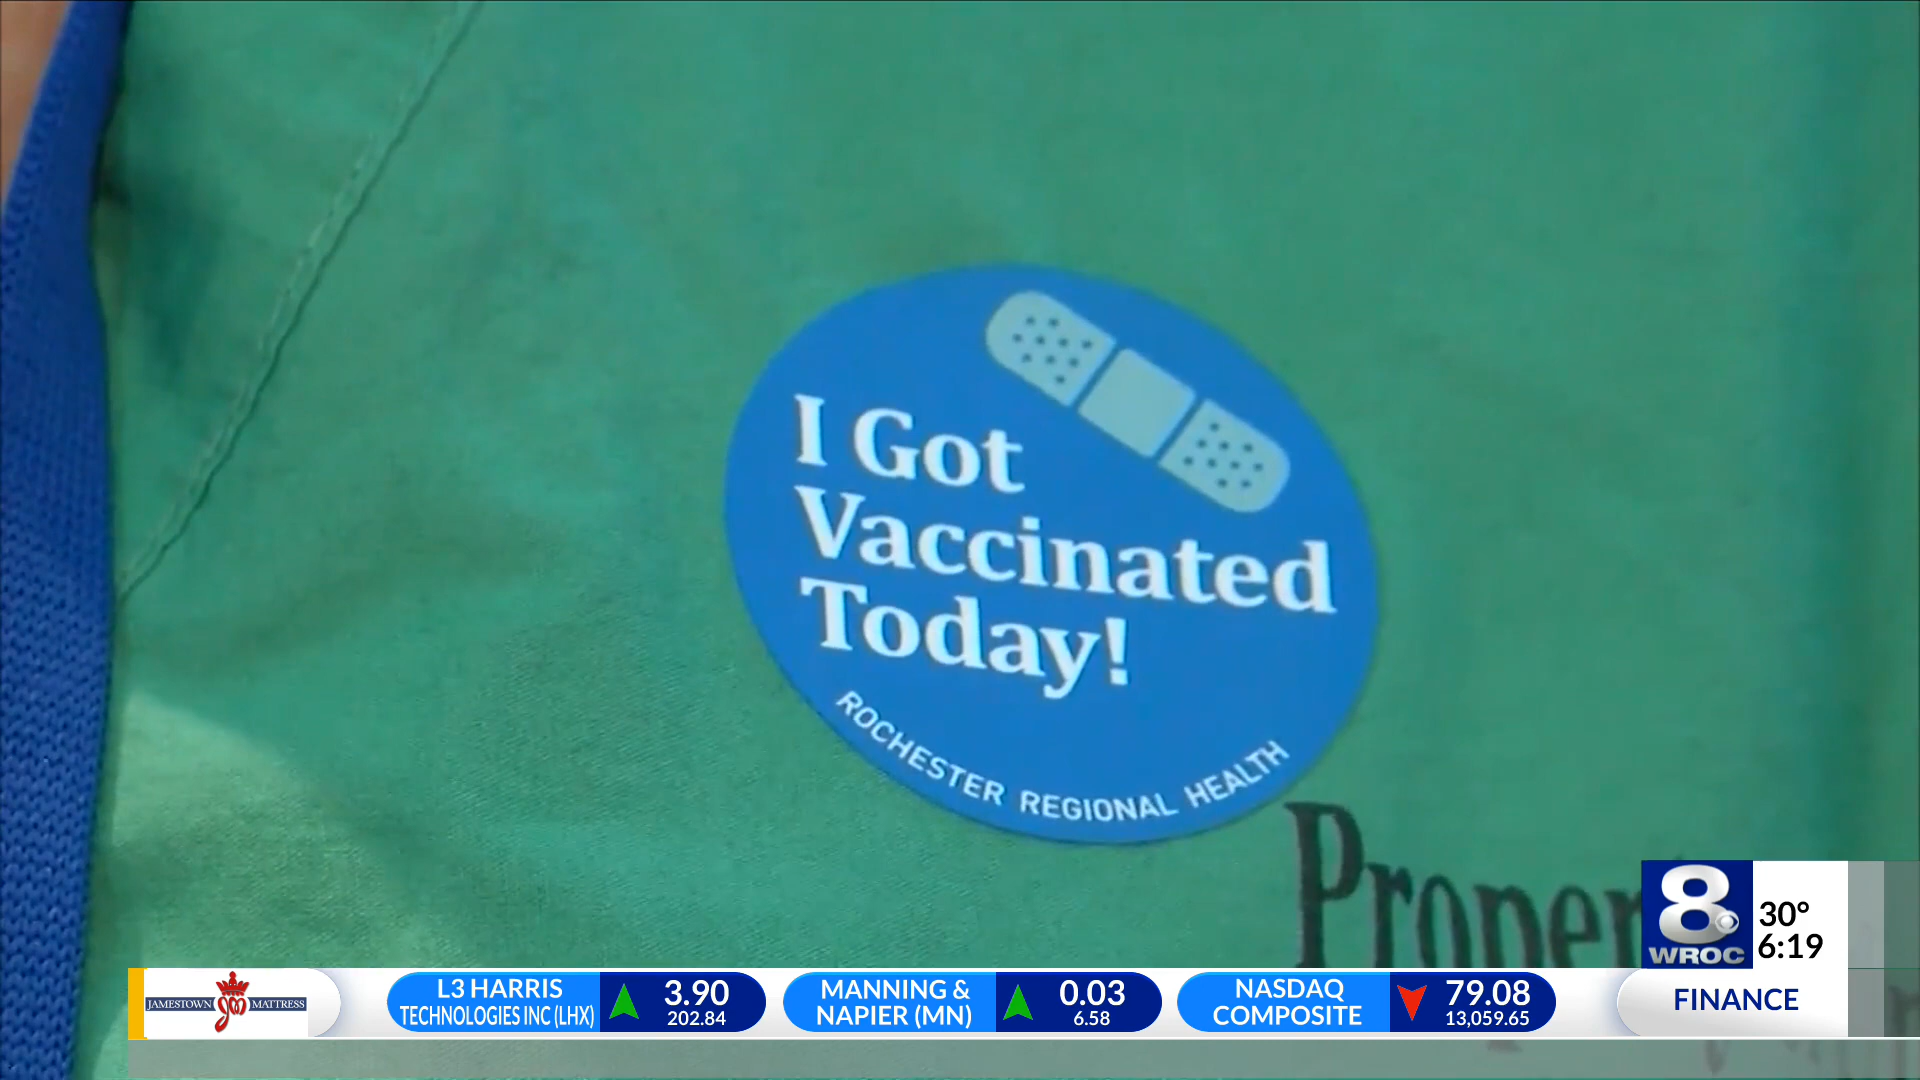 I Got
Vaccinated
Today!
ROCHESTER REGIONAL HEALTH
8
WROC
30°
6:19
JAMESTOWN JM MATTRESS
L3 HARRIS
TECHNOLOGIES INC (LHX)
3.90
202.84
MANNING &
NAPIER (MN)
0.03
6.58
NASDAQ
COMPOSITE
79.08
13,059.65
FINANCE